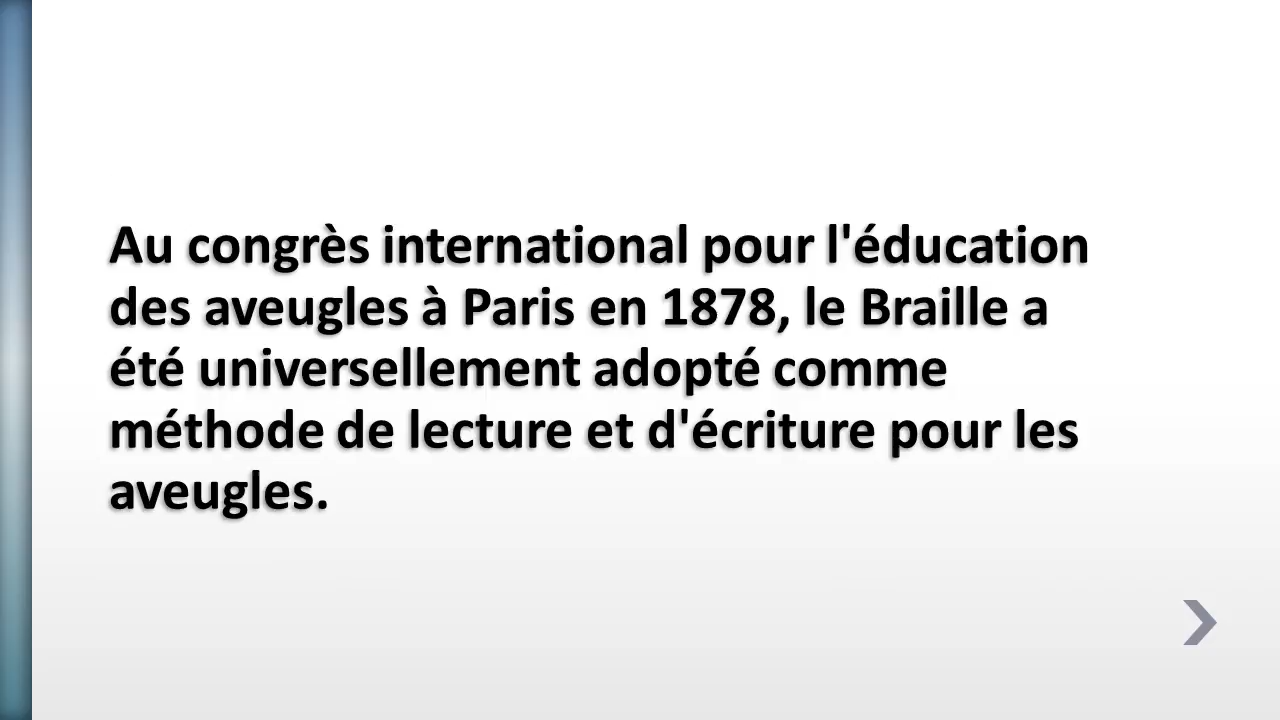 Au congrès international pour l'éducation
des aveugles à Paris en 1878, le Braille a
été universellement adopté comme
méthode de lecture et d'écriture pour les
aveugles.